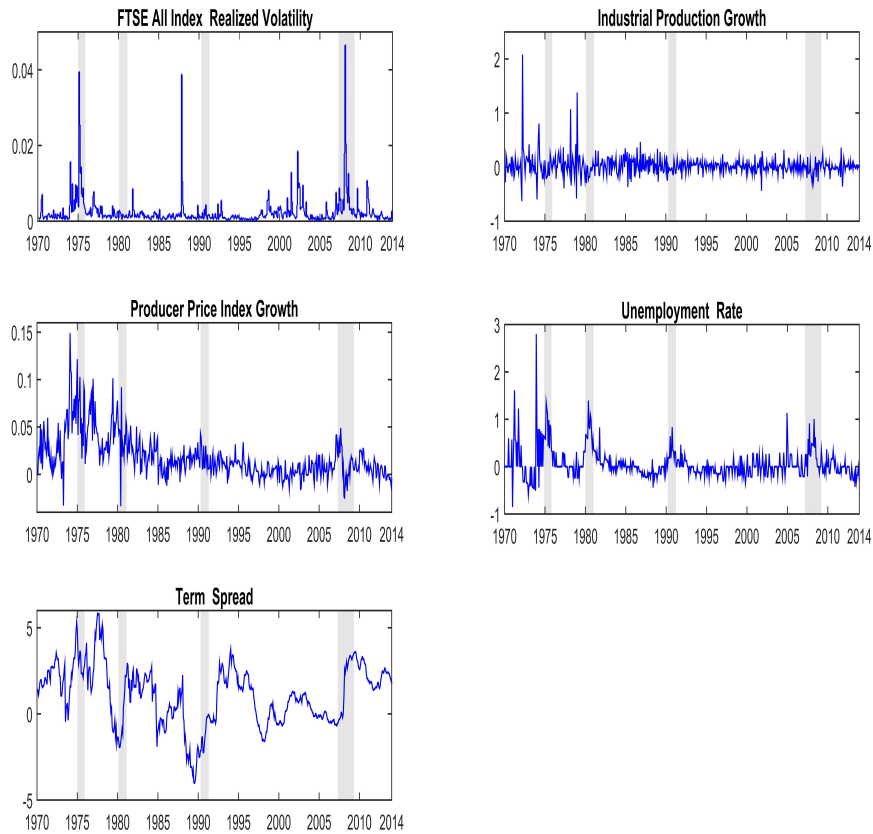 FTSE All Index Realized Volatility
0.04
0.02
0
1970 1975 1980 1985 1990 1995 2000 2005 2010 2014
Industrial Production Growth
2
1
0
-1
1970 1975 1980 1985 1990 1995 2000 2005 2010 2014
Producer Price Index Growth
0.15
0.1
0.05
0
1970 1975 1980 1985 1990 1995 2000 2005 2010 2014
Unemployment Rate
3
2
1
0
-1
1970 1975 1980 1985 1990 1995 2000 2005 2010 2014
Term Spread
5
0
-5
1970 1975 1980 1985 1990 1995 2000 2005 2010 2014